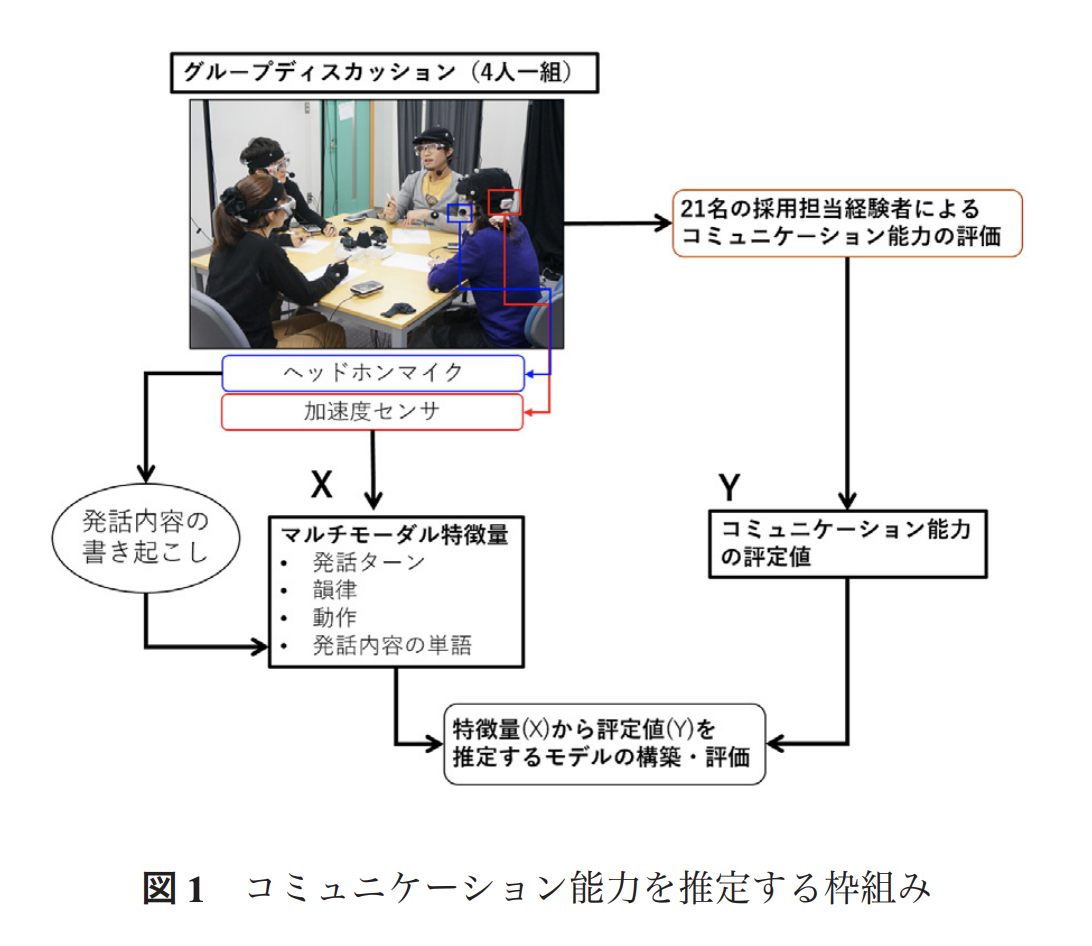 グループディスカッション（4人一組）
21名の採用担当経験者による
コミュニケーション能力の評価
ヘッドホンマイク
加速度センサ
X
Y
発話内容の
書き起こし
マルチモーダル特徴量
• 発話ターン
• 韻律
• 動作
• 発話内容の単語
コミュニケーション能力
の評定値
特徴量(X)から評定値(Y)を
推定するモデルの構築・評価
図 1 コミュニケーション能力を推定する枠組み